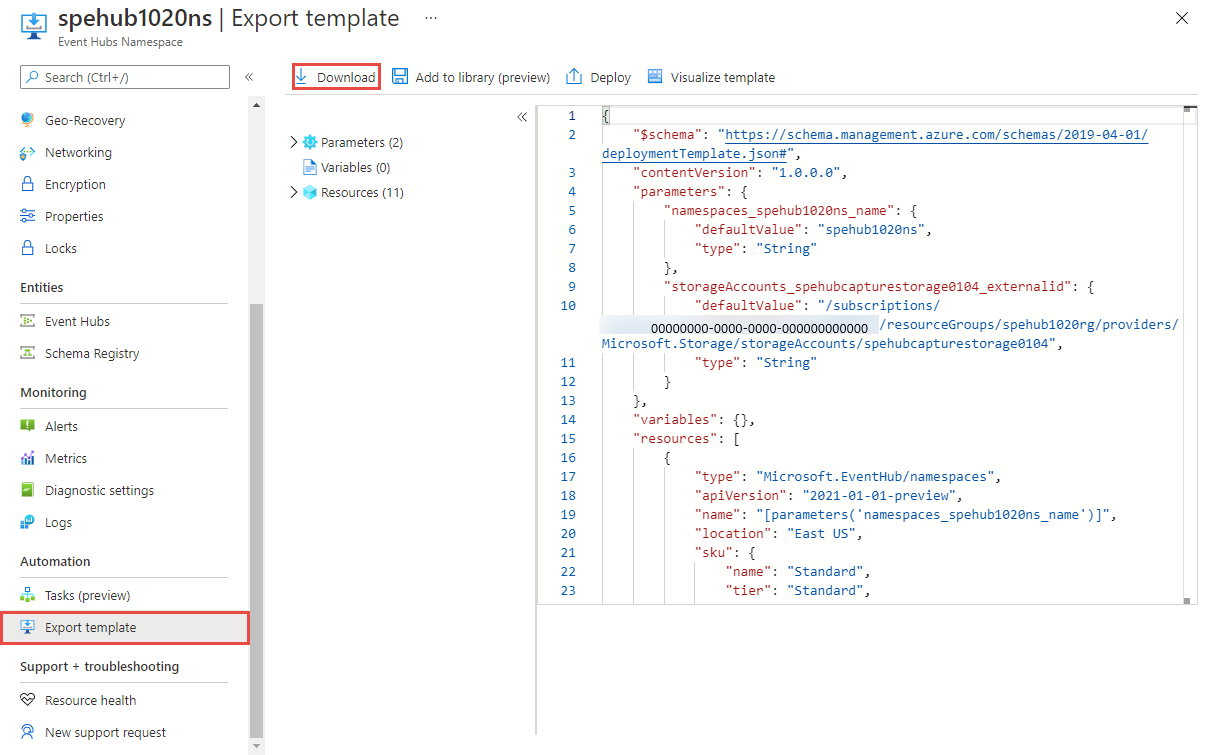 spehub1020ns | Export template ...
Event Hubs Namespace
Search (Ctrl+/)
«
Geo-Recovery
Networking
Encryption
Properties
Locks
Entities
Event Hubs
Schema Registry
Monitoring
Alerts
Metrics
Diagnostic settings
Logs
Automation
Tasks (preview)
Export template
Support + troubleshooting
Resource health
New support request
Download
Add to library (preview)
Deploy
Visualize template
«
Parameters (2)
Variables (0)
Resources (11)
1 {
2 "$schema": "https://schema.management.azure.com/schemas/2019-04-01/
deploymentTemplate.json#",
3 "contentVersion": "1.0.0.0",
4 "parameters": {
5 "namespaces_spehub1020ns_name": {
6 "defaultValue": "spehub1020ns",
7 "type": "String"
8 },
9 "storageAccounts_spehubcapturestorage0104_externalid": {
10 "defaultValue": "/subscriptions/
00000000-0000-0000-000000000000 /resourceGroups/spehub1020rg/providers/
Microsoft.Storage/storageAccounts/spehubcapturestorage0104",
11 "type": "String"
12 }
13 },
14 "variables": {},
15 "resources": [
16 {
17 "type": "Microsoft.EventHub/namespaces",
18 "apiVersion": "2021-01-01-preview",
19 "name": "[parameters('namespaces_spehub1020ns_name')]",
20 "location": "East US",
21 "sku": {
22 "name": "Standard",
23 "tier": "Standard",